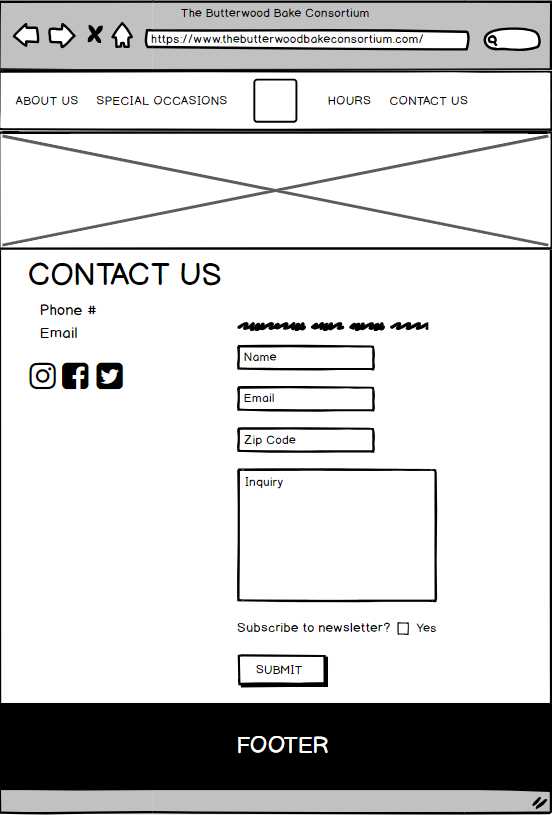 The Butterwood Bake Consortium
https://www.thebutterwoodbakeconsortium.com/
ABOUT US SPECIAL OCCASIONS HOURS CONTACT US
CONTACT US
Phone #
Email
Name
Email
Zip Code
Inquiry
Subscribe to newsletter? Yes
SUBMIT
FOOTER